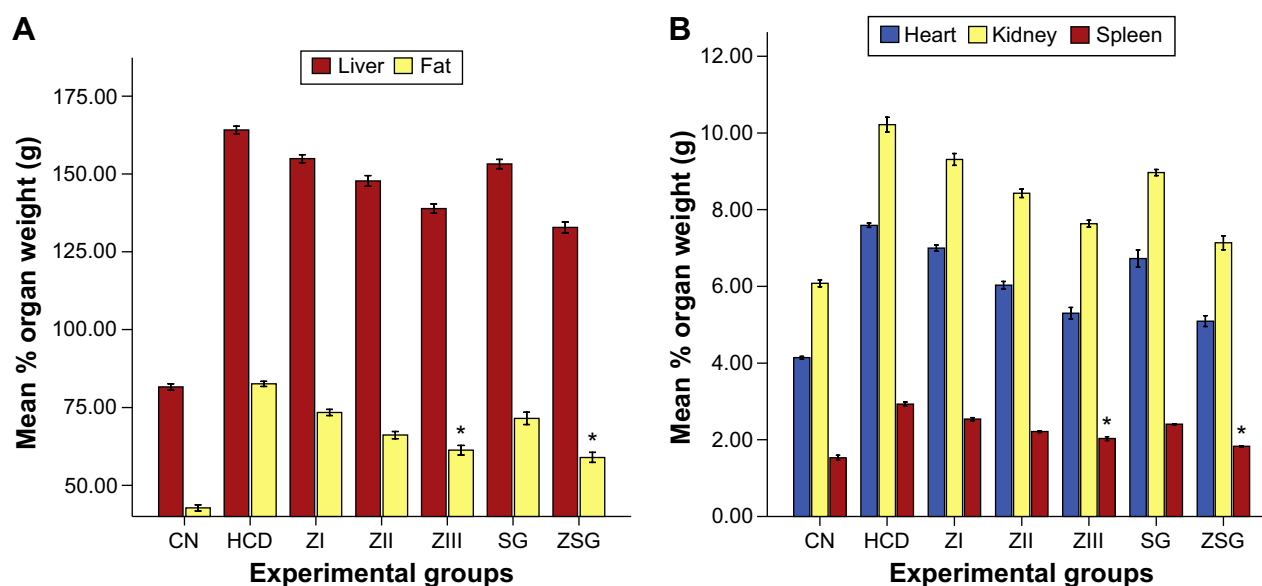 A
Liver Fat
Mean % organ weight (g)
175.00
150.00
125.00
100.00
75.00
50.00
* *
CN HCD ZI ZII ZIII SG ZSG
Experimental groups
B
Heart Kidney Spleen
Mean % organ weight (g)
12.00
10.00
8.00
6.00
4.00
2.00
0.00
* *
CN HCD ZI ZII ZIII SG ZSG
Experimental groups